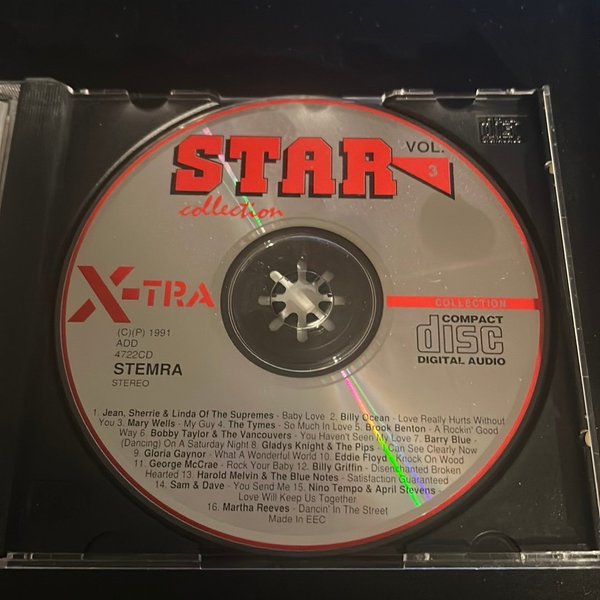 STAR
VOL.
3
collection
X-TRA
COLLECTION
(C)(P) 1991
ADD
4722CD
STEMRA
STEREO
COMPACT
disc
DIGITAL AUDIO
1. Jean, Sherrie & Linda Of The Supremes - Baby Love 2. Billy Ocean - Love Really Hurts Without
You 3. Mary Wells - My Guy 4. The Tymes - So Much In Love 5. Brook Benton - A Rockin' Good
Way 6. Bobby Taylor & The Vancouvers - You Haven't Seen My Love 7. Barry Blue -
(Dancing) On A Saturday Night 8. Gladys Knight & The Pips - I Can See Clearly Now
9. Gloria Gaynor - What A Wonderful World 10. Eddie Floyd - Knock On Wood
11. George McCrae - Rock Your Baby 12. Billy Griffin - Disenchanted Broken
Hearted 13. Harold Melvin & The Blue Notes - Satisfaction Guaranteed
14. Sam & Dave - You Send Me 15. Nino Tempo & April Stevens -
Love Will Keep Us Together
16. Martha Reeves - Dancin' In The Street
Made In EEC